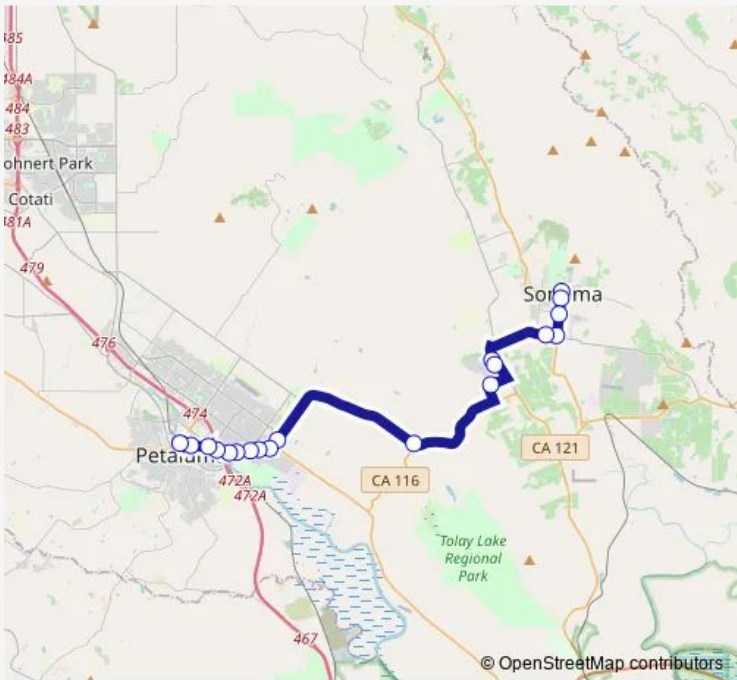 485
484A
484
483
ohnert Park
Cotati
481A
479
476
474
Petalum
472A
472A
467
Sonoma
CA 116
CA 121
Tolay Lake
Regional
Park
© OpenStreetMap contributors